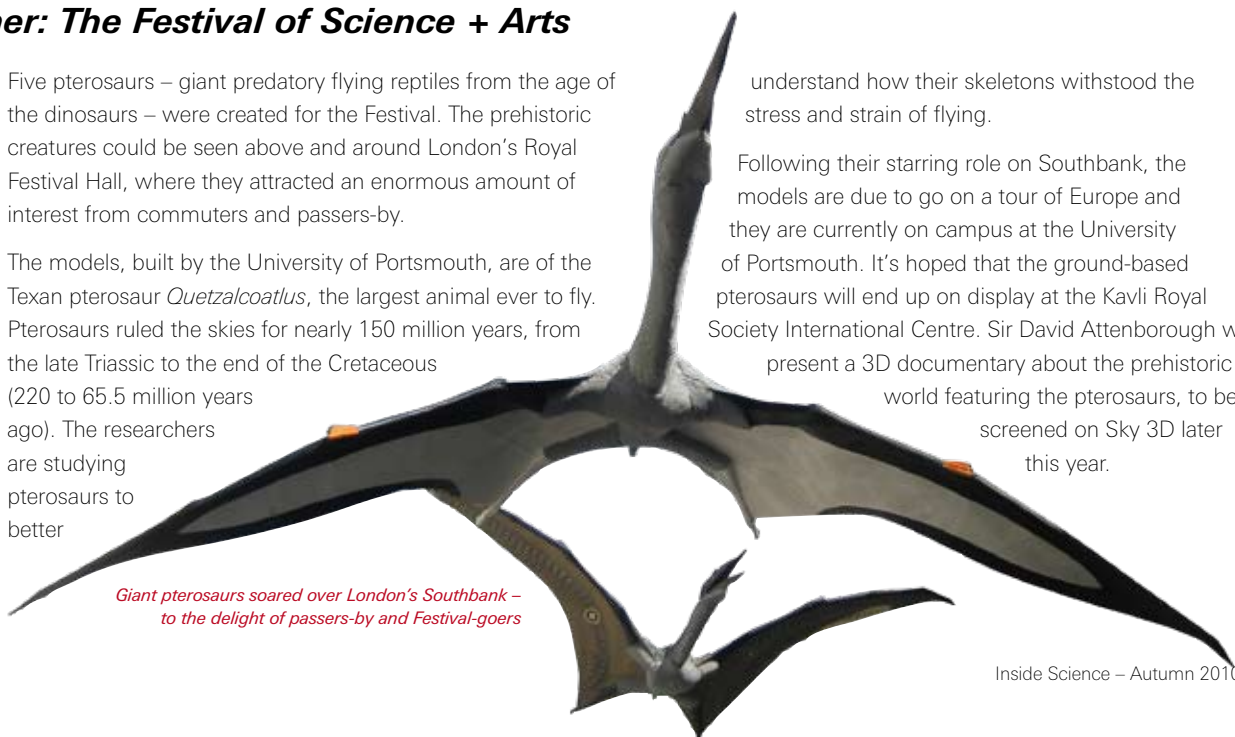 er: The Festival of Science + Arts
Five pterosaurs – giant predatory flying reptiles from the age of
the dinosaurs – were created for the Festival. The prehistoric
creatures could be seen above and around London's Royal
Festival Hall, where they attracted an enormous amount of
interest from commuters and passers-by.
The models, built by the University of Portsmouth, are of the
Texan pterosaur Quetzalcoatlus, the largest animal ever to fly.
Pterosaurs ruled the skies for nearly 150 million years, from
the late Triassic to the end of the Cretaceous
(220 to 65.5 million years
ago). The researchers
are studying
pterosaurs to
better
understand how their skeletons withstood the
stress and strain of flying.
Following their starring role on Southbank, the
models are due to go on a tour of Europe and
they are currently on campus at the University
of Portsmouth. It's hoped that the ground-based
pterosaurs will end up on display at the Kavli Royal
Society International Centre. Sir David Attenborough w
present a 3D documentary about the prehistoric
world featuring the pterosaurs, to be
screened on Sky 3D later
this year.
Giant pterosaurs soared over London's Southbank –
to the delight of passers-by and Festival-goers
Inside Science – Autumn 2010